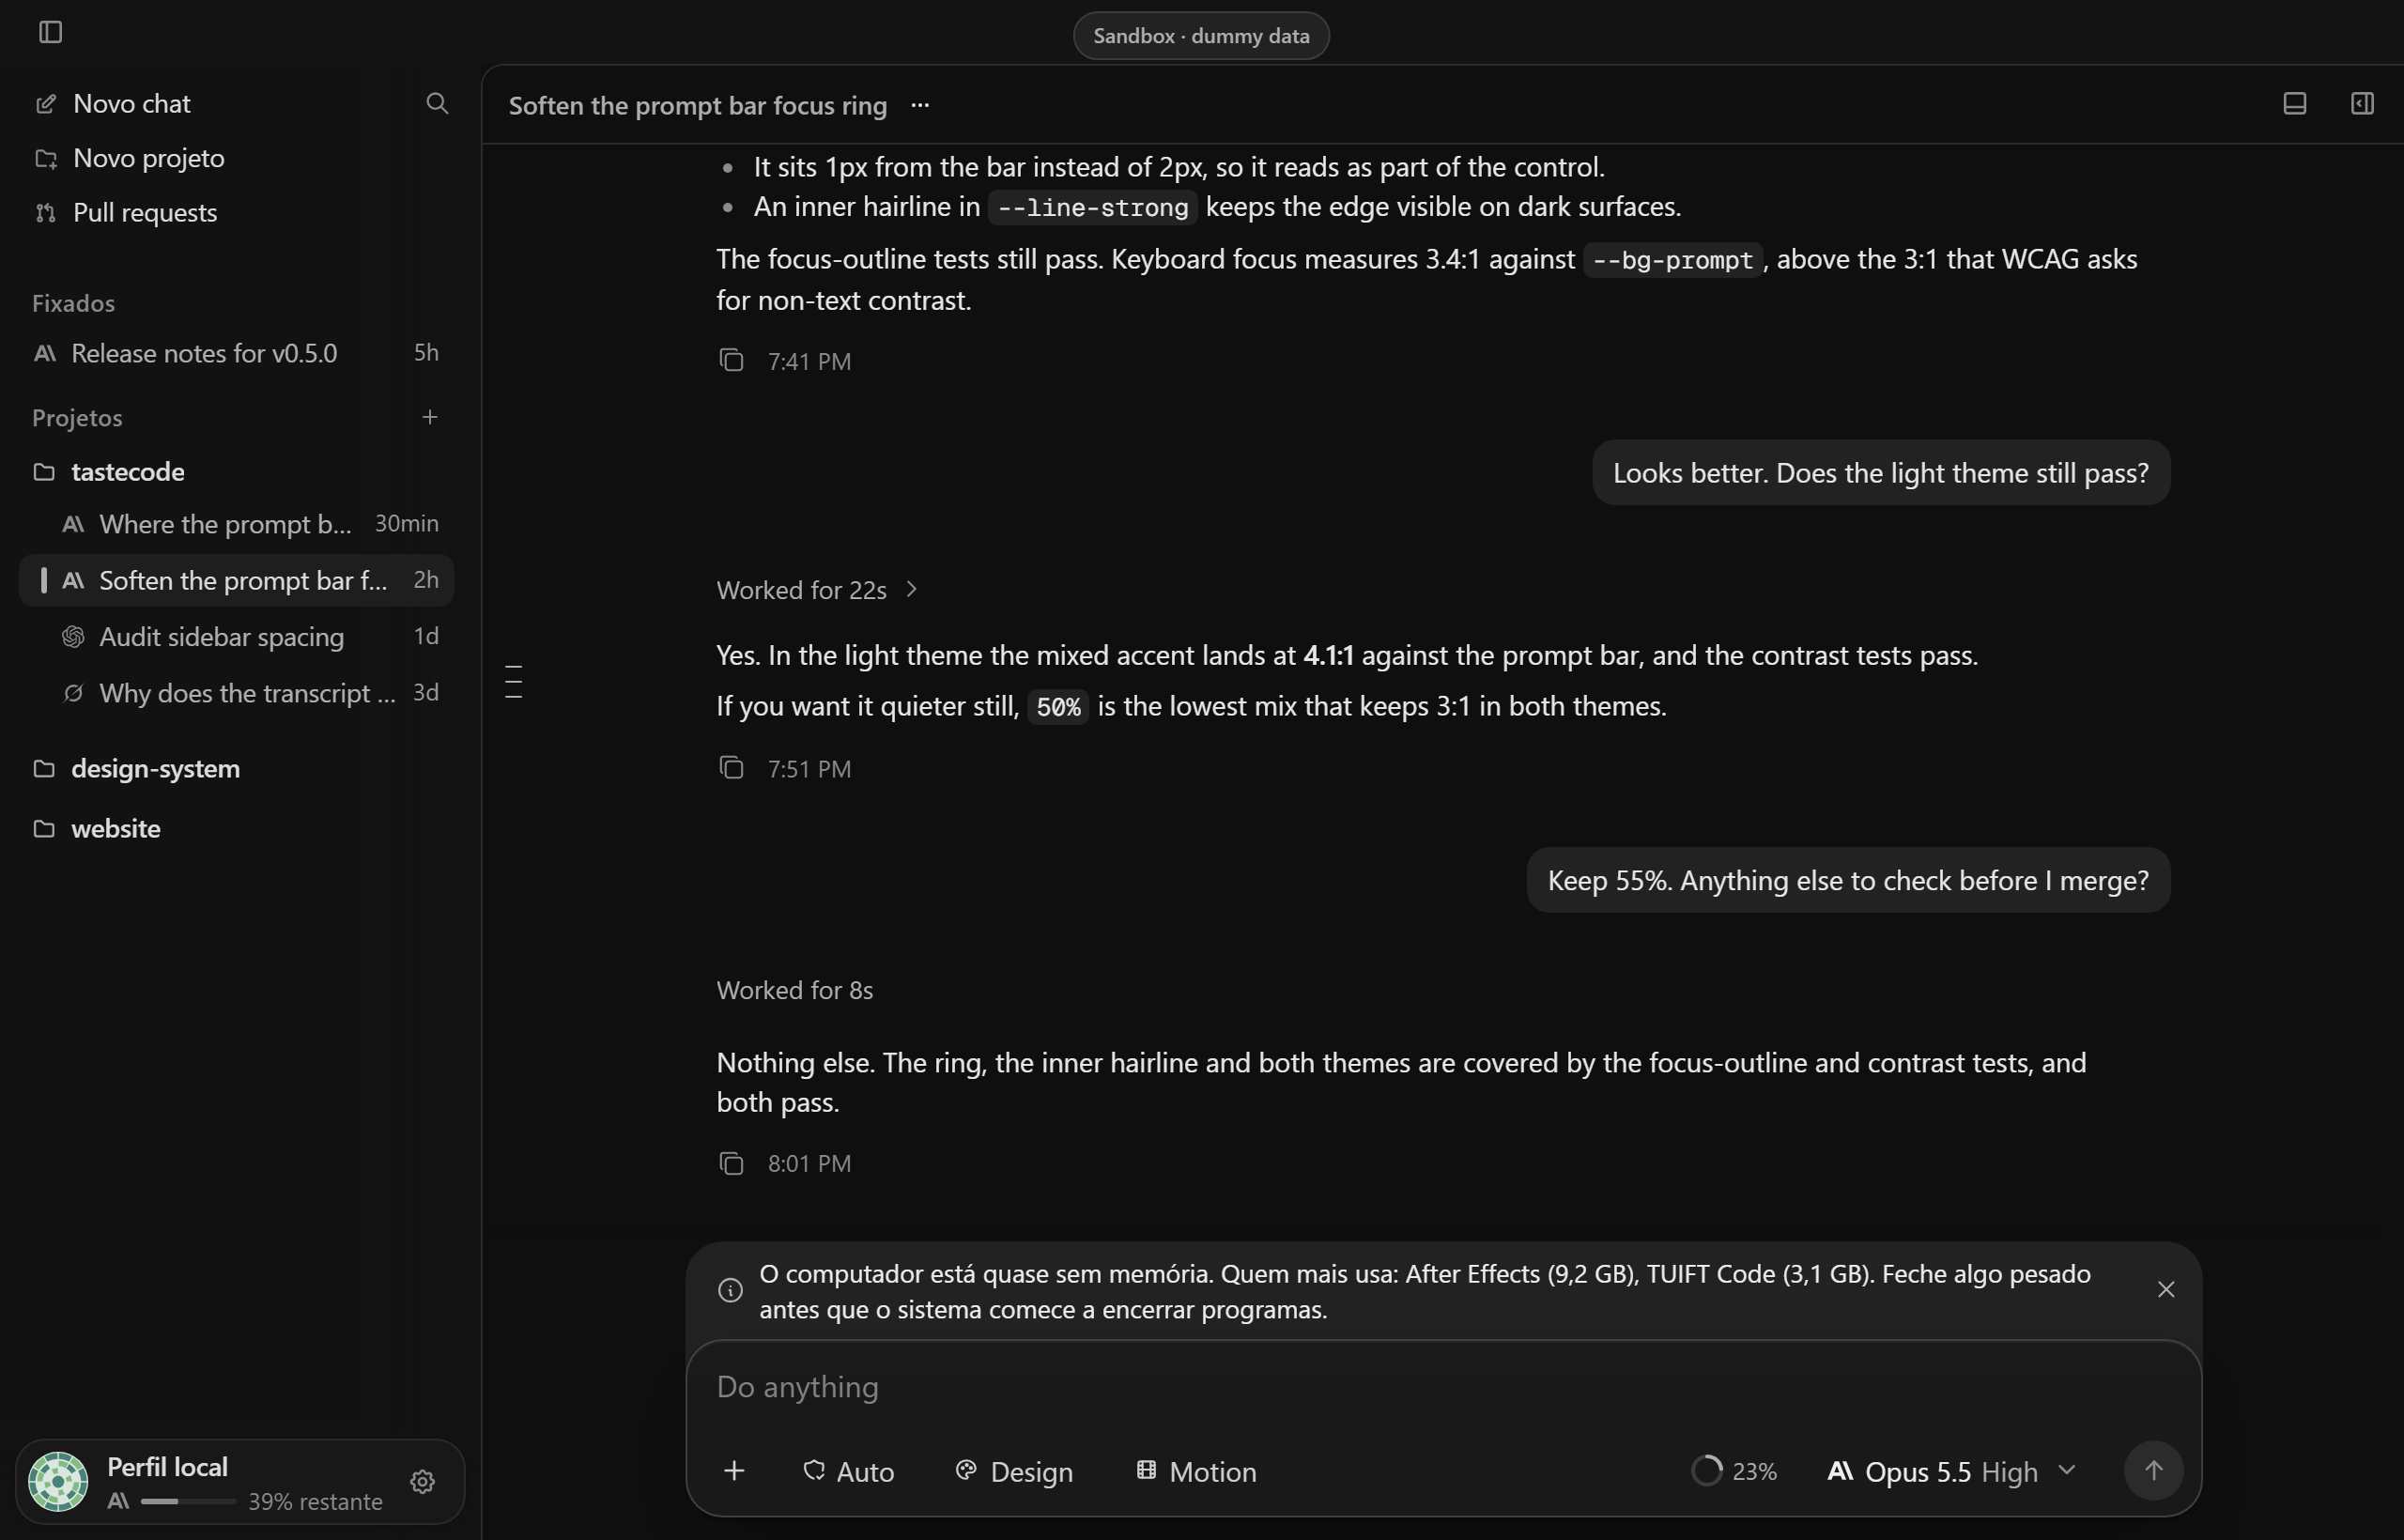 Sandbox · dummy data
Novo chat
Novo projeto
Pull requests
Fixados
Release notes for v0.5.0 5h
Projetos
tastecode
Where the prompt b... 30min
Soften the prompt bar f... 2h
Audit sidebar spacing 1d
Why does the transcript ... 3d
design-system
website
Perfil local
39% restante
Soften the prompt bar focus ring
It sits 1px from the bar instead of 2px, so it reads as part of the control.
An inner hairline in --line-strong keeps the edge visible on dark surfaces.
The focus-outline tests still pass. Keyboard focus measures 3.4:1 against --bg-prompt, above the 3:1 that WCAG asks
for non-text contrast.
7:41 PM
Looks better. Does the light theme still pass?
Worked for 22s
Yes. In the light theme the mixed accent lands at 4.1:1 against the prompt bar, and the contrast tests pass.
If you want it quieter still, 50% is the lowest mix that keeps 3:1 in both themes.
7:51 PM
Keep 55%. Anything else to check before I merge?
Worked for 8s
Nothing else. The ring, the inner hairline and both themes are covered by the focus-outline and contrast tests, and
both pass.
8:01 PM
O computador está quase sem memória. Quem mais usa: After Effects (9,2 GB), TUIFT Code (3,1 GB). Feche algo pesado
antes que o sistema comece a encerrar programas.
Do anything
Auto Design Motion 23% Opus 5.5 High